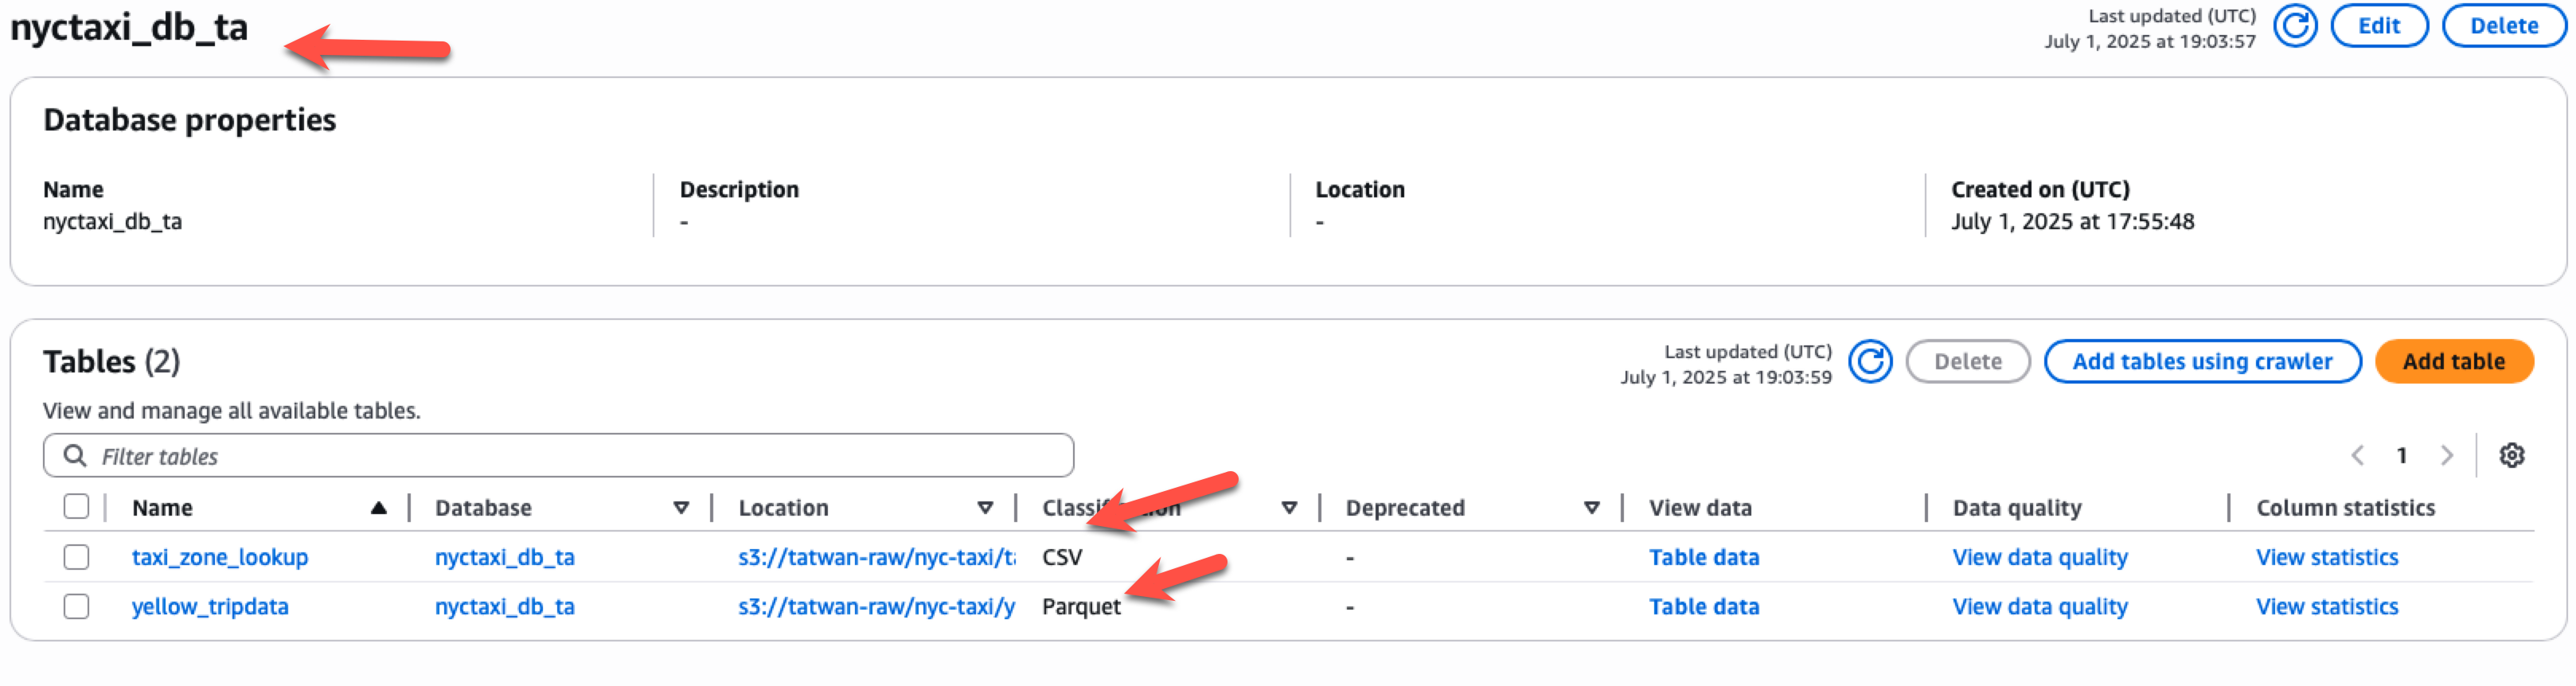 nyctaxi_db_ta
Last updated (UTC)
July 1, 2025 at 19:03:57
Edit
Delete
Database properties
Name
nyctaxi_db_ta
Description
-
Location
-
Created on (UTC)
July 1, 2025 at 17:55:48
Tables (2)
Last updated (UTC)
July 1, 2025 at 19:03:59
Delete
Add tables using crawler
Add table
View and manage all available tables.
Filter tables
1
Name Database Location Classification Deprecated View data Data quality Column statistics
taxi_zone_lookup nyctaxi_db_ta s3://tatwan-raw/nyc-taxi/ta CSV - Table data View data quality View statistics
yellow_tripdata nyctaxi_db_ta s3://tatwan-raw/nyc-taxi/y Parquet - Table data View data quality View statistics